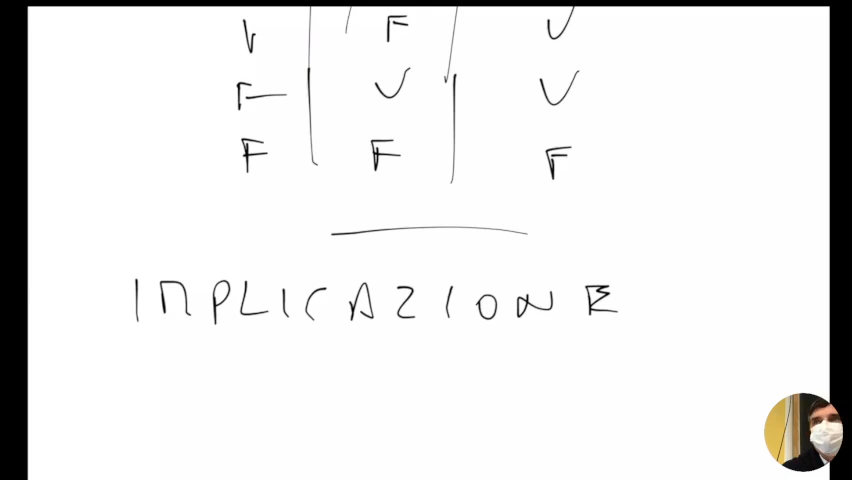 V F V
F V V
F F F
IMPLICAZIONE